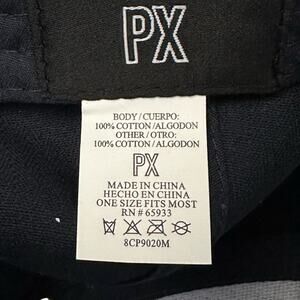 PX
BODY / CUERPO:
100% COTTON / ALGODON
OTHER / OTRO:
100% COTTON / ALGODON
PX
MADE IN CHINA
HECHO EN CHINA
ONE SIZE FITS MOST
RN # 65933
8CP9020M